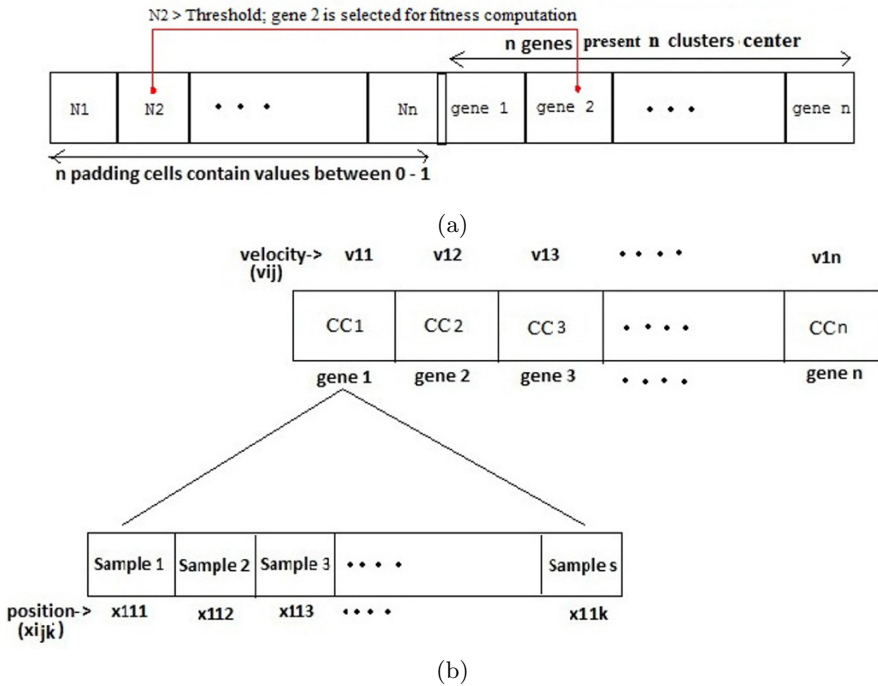 N2 > Threshold; gene 2 is selected for fitness computation
n genes present n clusters center
N1 N2 • • • Nn gene 1 gene 2 • • • gene n
n padding cells contain values between 0 - 1
(a)
velocity-> v11 v12 v13 • • • • v1n
(vij)
CC1 CC2 CC3 • • • • CCn
gene 1 gene 2 gene 3 • • • • gene n
Sample 1 Sample 2 Sample 3 • • • • Sample s
position-> x111 x112 x113 • • • • x11k
(xijk)
(b)